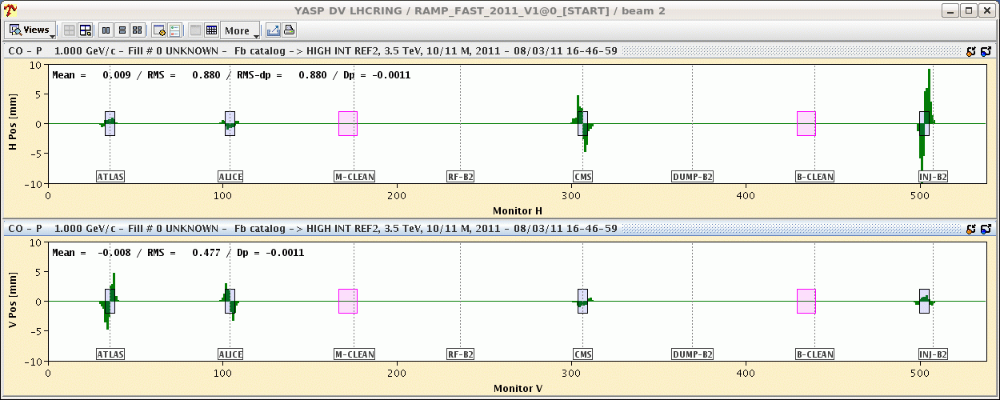 YASP DV LHCRING / RAMP_FAST_2011_V1@0_[START] / beam 2
Views More
CO - P 1.000 GeV/c - Fill # 0 UNKNOWN - Fb catalog -> HIGH INT REF2, 3.5 TeV, 10/11 M, 2011 - 08/03/11 16-46-59
Mean = 0.009 / RMS = 0.880 / RMS-dp = 0.880 / Dp = -0.0011
H Pos [mm]
10
5
0
-5
-10
ATLAS ALICE M-CLEAN RF-B2 CMS DUMP-B2 B-CLEAN INJ-B2
0 100 200 300 400 500
Monitor H
CO - P 1.000 GeV/c - Fill # 0 UNKNOWN - Fb catalog -> HIGH INT REF2, 3.5 TeV, 10/11 M, 2011 - 08/03/11 16-46-59
Mean = -0.008 / RMS = 0.477 / Dp = -0.0011
V Pos [mm]
10
5
0
-5
-10
ATLAS ALICE M-CLEAN RF-B2 CMS DUMP-B2 B-CLEAN INJ-B2
0 100 200 300 400 500
Monitor V